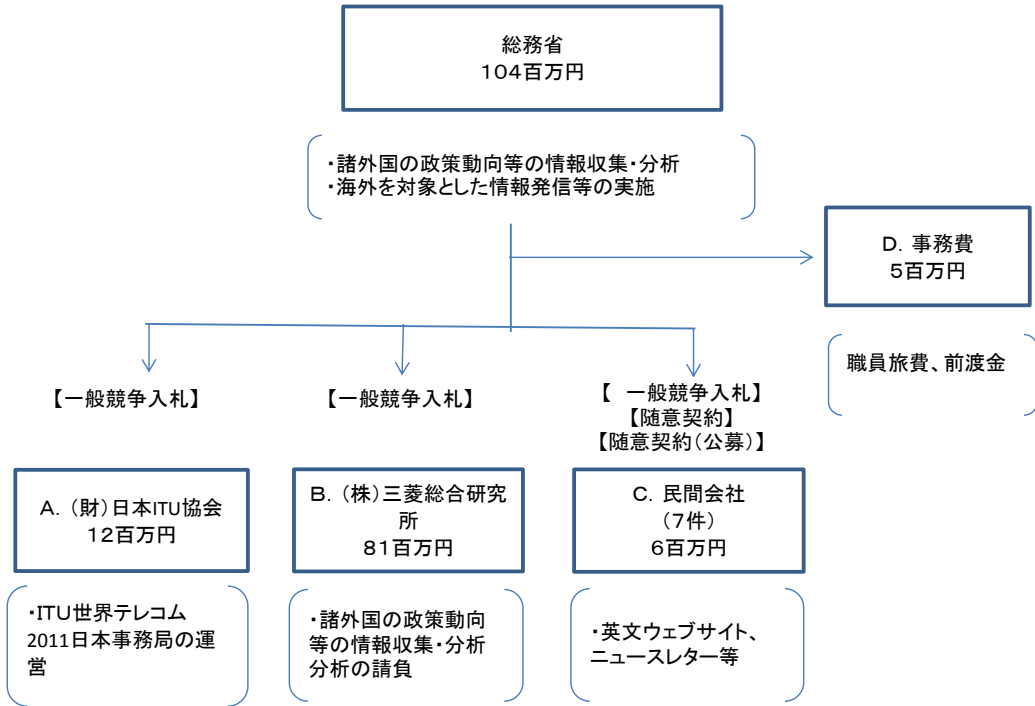 総務省
104百万円
・諸外国の政策動向等の情報収集・分析
・海外を対象とした情報発信等の実施
D．事務費
5百万円
職員旅費、前渡金
【一般競争入札】
【一般競争入札】
【　一般競争入札】
【随意契約】
【随意契約（公募）】
A．（財）日本ITU協会
12百万円
B．（株）三菱総合研究
所
81百万円
C．民間会社
（7件）
6百万円
・ITU世界テレコム
2011日本事務局の運
営
・諸外国の政策動向
等の情報収集・分析
分析の請負
・英文ウェブサイト、
ニュースレター等